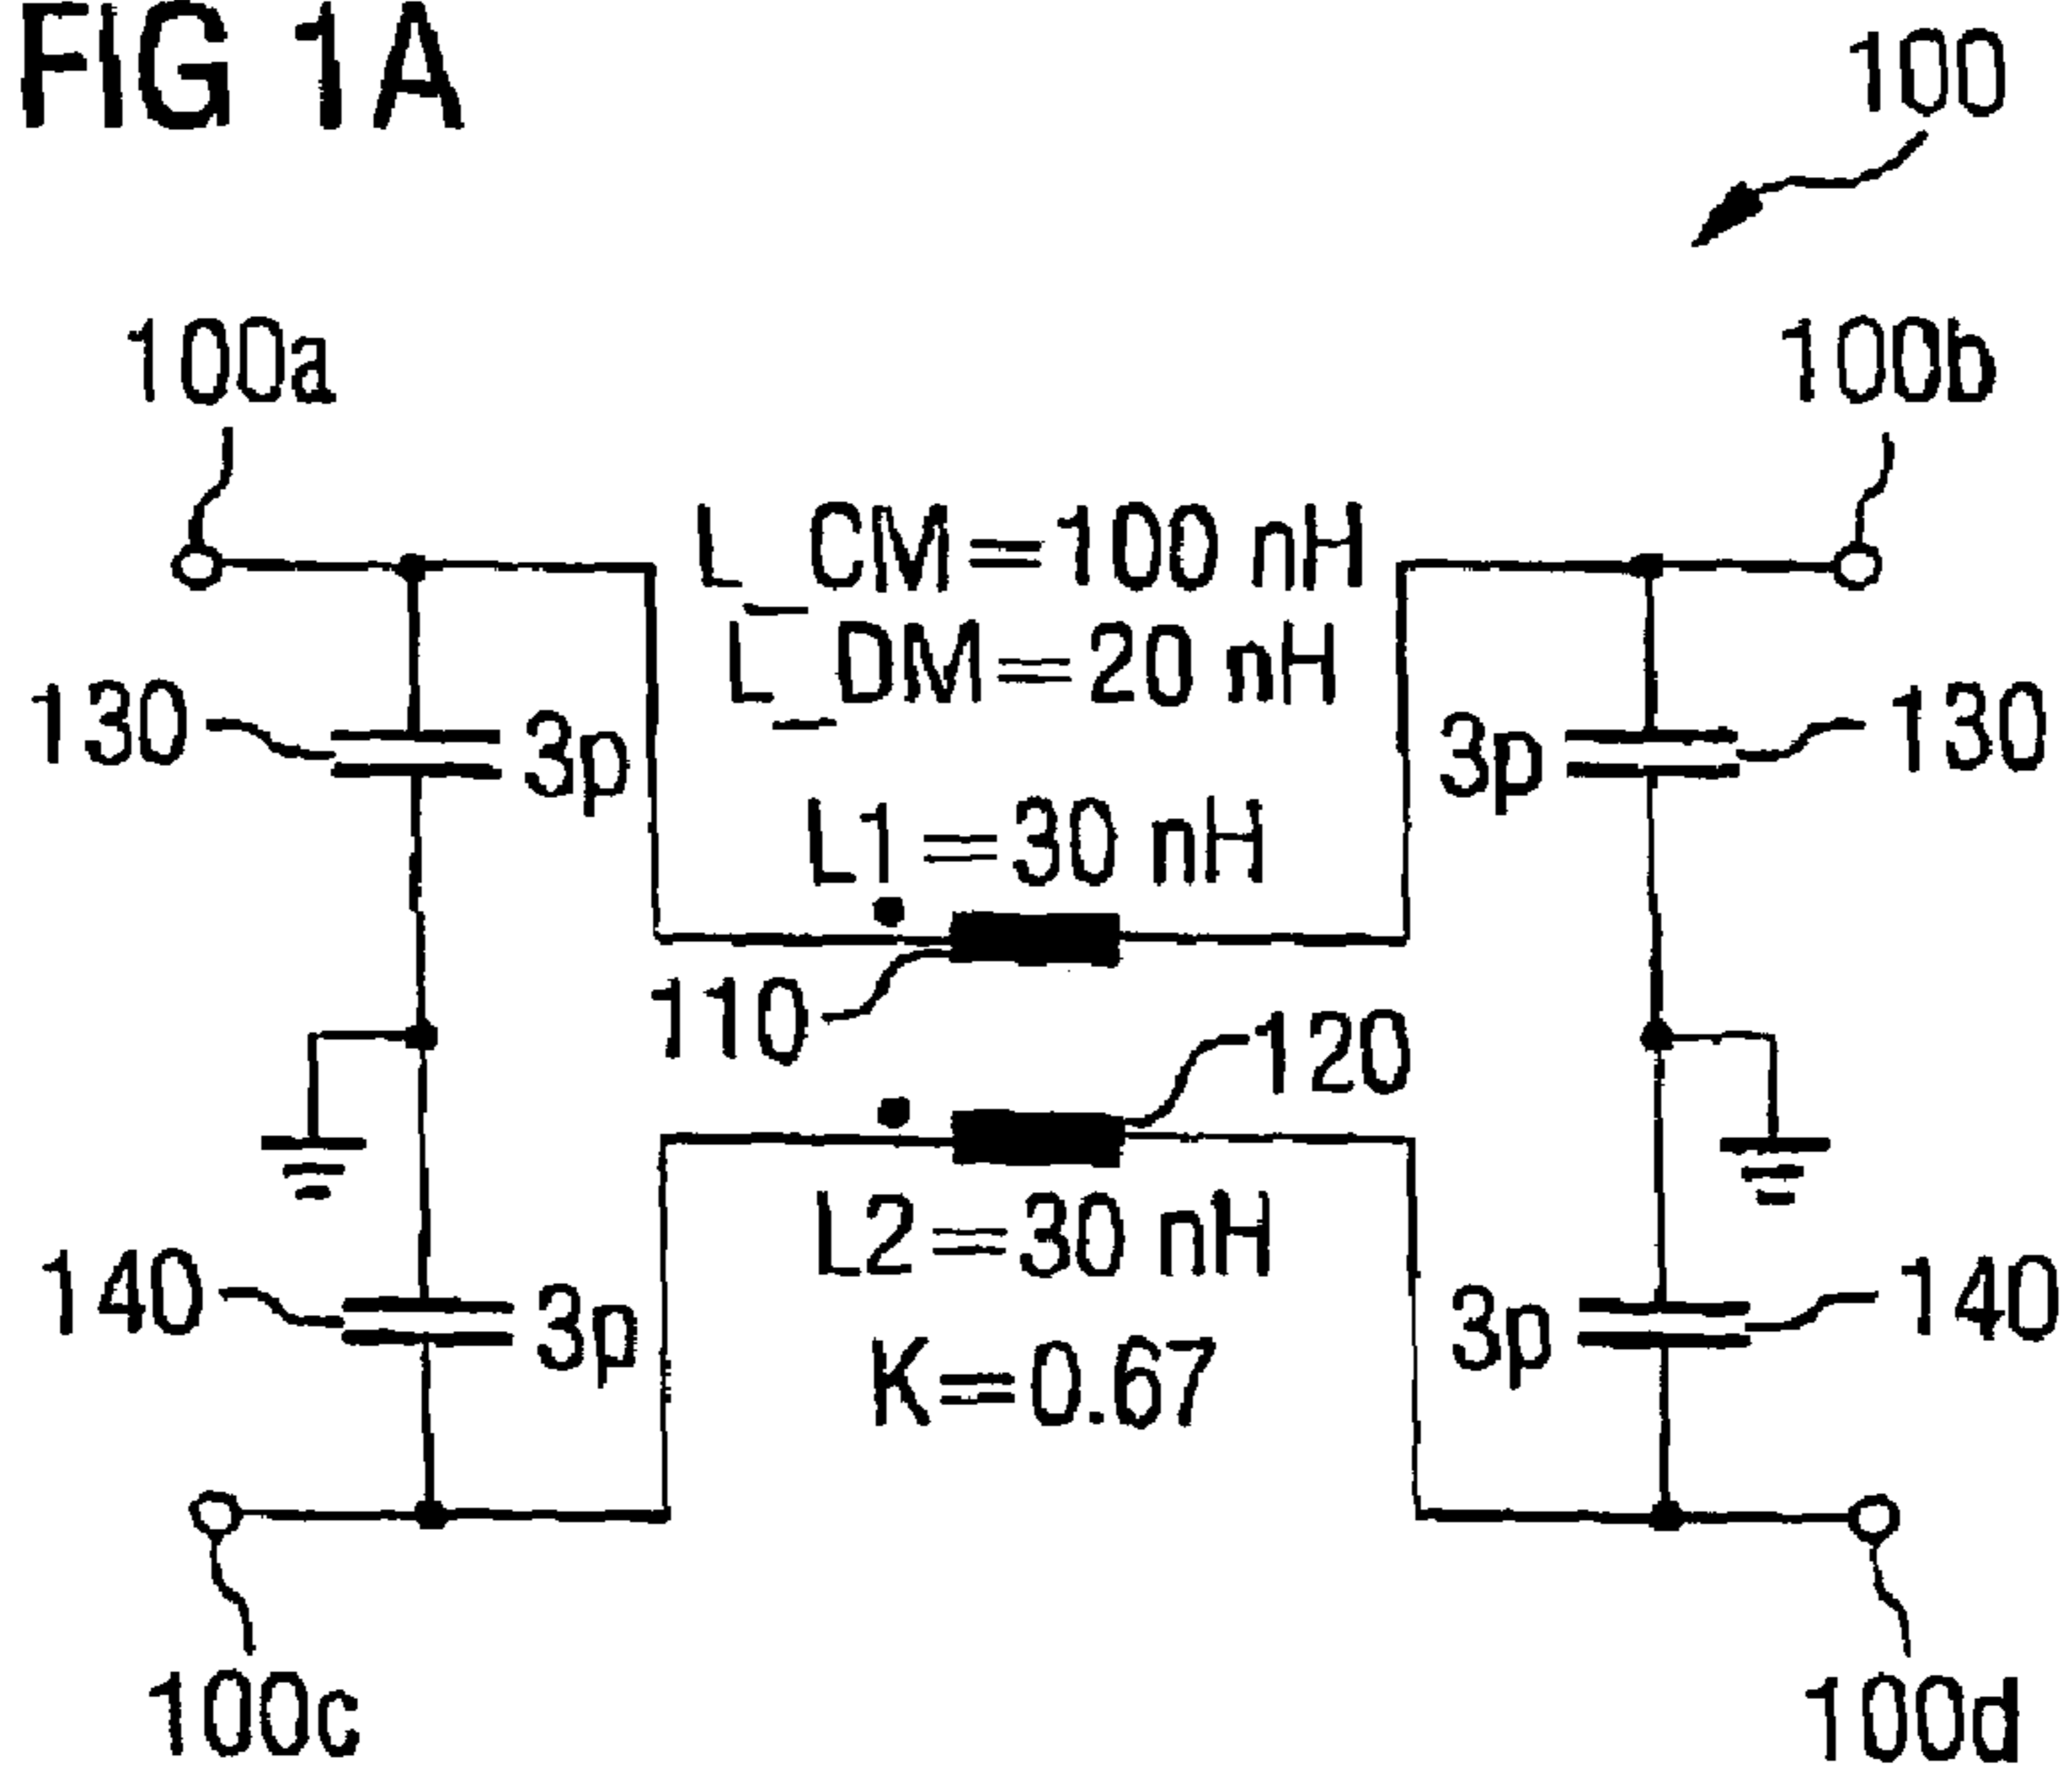 FIG 1A
100
100a
100b
L_CM=100 nH
L_DM=20 nH
130
3p
3p
130
L1=30 nH
110
120
L2=30 nH
140
3p
3p
140
K=0.67
100c
100d